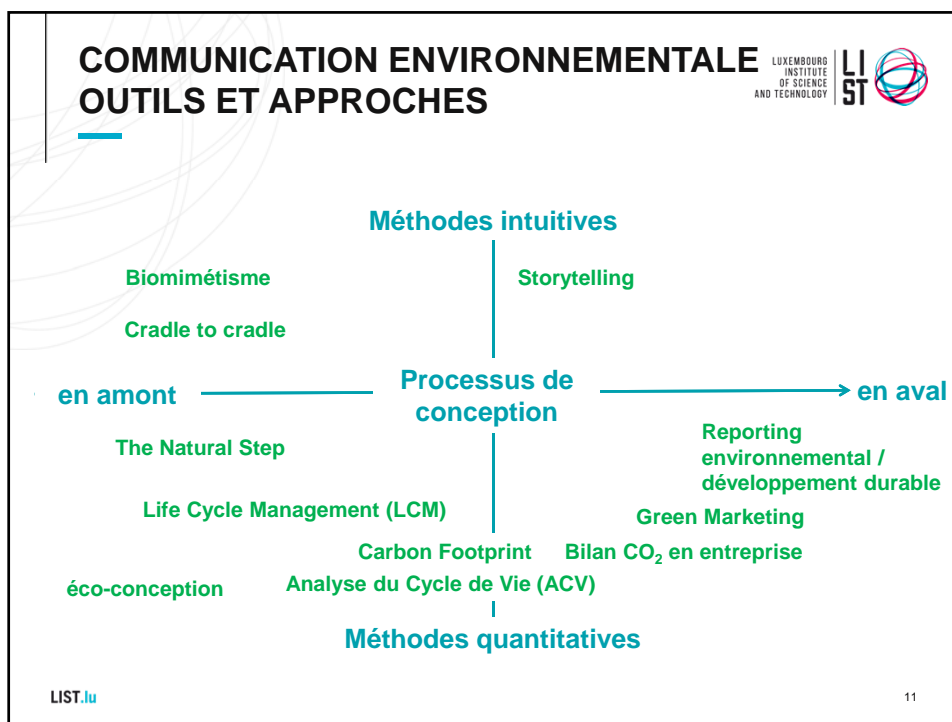 COMMUNICATION ENVIRONNEMENTALE
OUTILS ET APPROCHES
LUXEMBOURG
INSTITUTE
OF SCIENCE
AND TECHNOLOGY
LI
ST
Méthodes intuitives
Biomimétisme
Storytelling
Cradle to cradle
en amont
Processus de
conception
en aval
The Natural Step
Reporting
environnemental /
développement durable
Life Cycle Management (LCM)
Green Marketing
Carbon Footprint
Bilan CO₂ en entreprise
éco-conception
Analyse du Cycle de Vie (ACV)
Méthodes quantitatives
LIST.lu
11